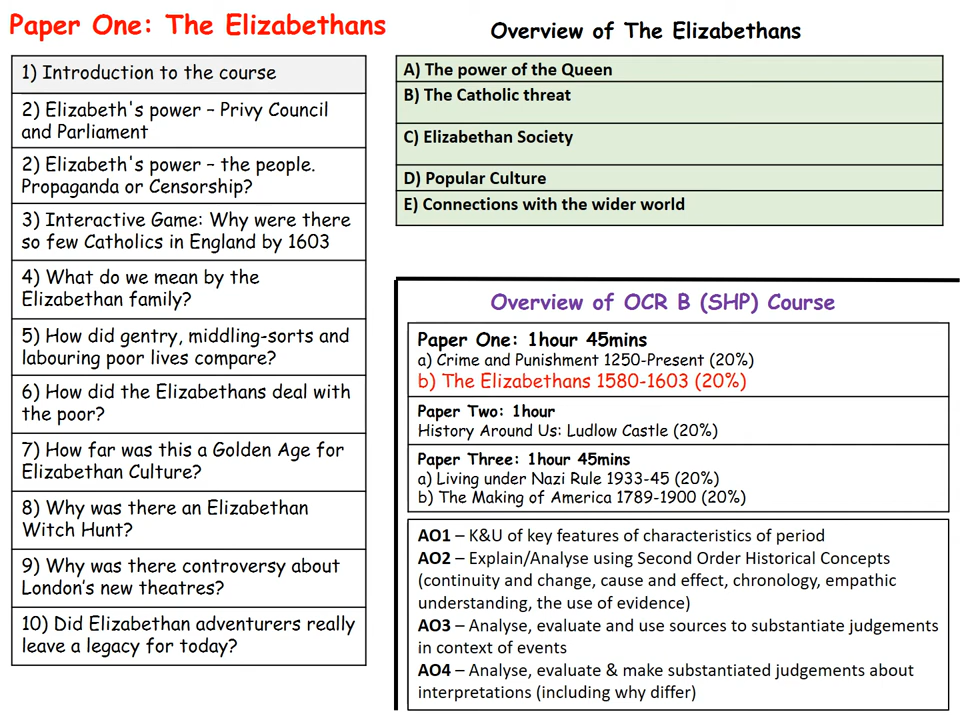 Paper One: The Elizabethans
1) Introduction to the course
2) Elizabeth's power – Privy Council
and Parliament
2) Elizabeth's power – the people.
Propaganda or Censorship?
3) Interactive Game: Why were there
so few Catholics in England by 1603
4) What do we mean by the
Elizabethan family?
5) How did gentry, middling-sorts and
labouring poor lives compare?
6) How did the Elizabethans deal with
the poor?
7) How far was this a Golden Age for
Elizabethan Culture?
8) Why was there an Elizabethan
Witch Hunt?
9) Why was there controversy about
London's new theatres?
10) Did Elizabethan adventurers really
leave a legacy for today?
Overview of The Elizabethans
A) The power of the Queen
B) The Catholic threat
C) Elizabethan Society
D) Popular Culture
E) Connections with the wider world
Overview of OCR B (SHP) Course
Paper One: 1hour 45mins
a) Crime and Punishment 1250-Present (20%)
b) The Elizabethans 1580-1603 (20%)
Paper Two: 1hour
History Around Us: Ludlow Castle (20%)
Paper Three: 1hour 45mins
a) Living under Nazi Rule 1933-45 (20%)
b) The Making of America 1789-1900 (20%)
AO1 – K&U of key features of characteristics of period
AO2 – Explain/Analyse using Second Order Historical Concepts
(continuity and change, cause and effect, chronology, empathic
understanding, the use of evidence)
AO3 – Analyse, evaluate and use sources to substantiate judgements
in context of events
AO4 – Analyse, evaluate & make substantiated judgements about
interpretations (including why differ)